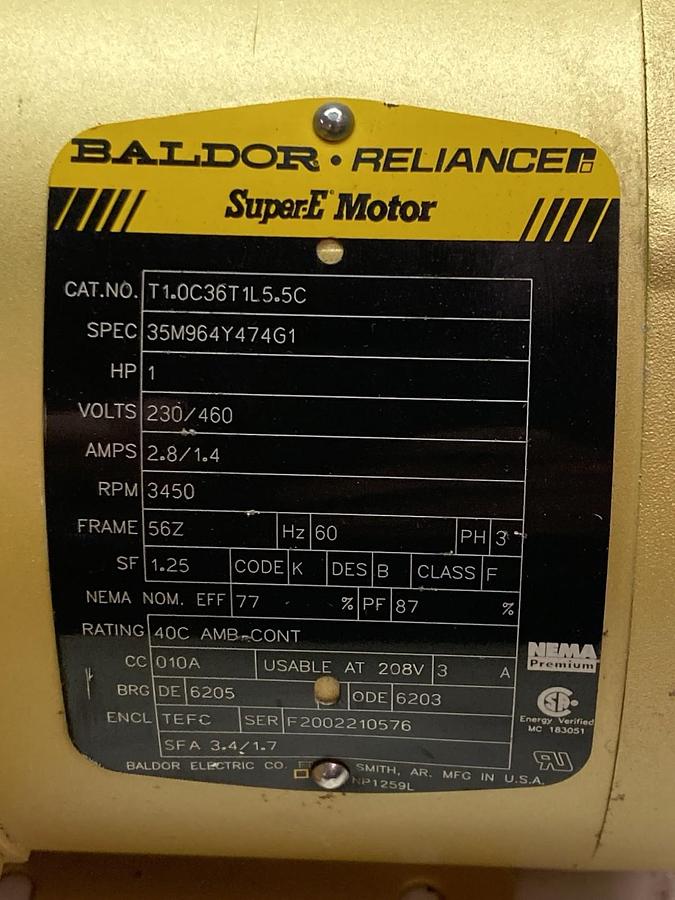 BALDOR · RELIANCE
Super-E Motor
CAT.NO. T1.0C36T1L5.5C
SPEC 35M964Y474G1
HP 1
VOLTS 230/460
AMPS 2.8/1.4
RPM 3450
FRAME 56Z Hz 60 PH 3
SF 1.25 CODE K DES B CLASS F
NEMA NOM. EFF 77 % PF 87 %
RATING 40C AMB-CONT
CC 010A USABLE AT 208V 3 A
BRG DE 6205 ODE 6203
ENCL TEFC SER F2002210576
SFA 3.4/1.7
NEMA
Premium
Energy Verified
MC 183051
BALDOR ELECTRIC CO. SMITH, AR. MFG IN U.S.A.
NP1259L